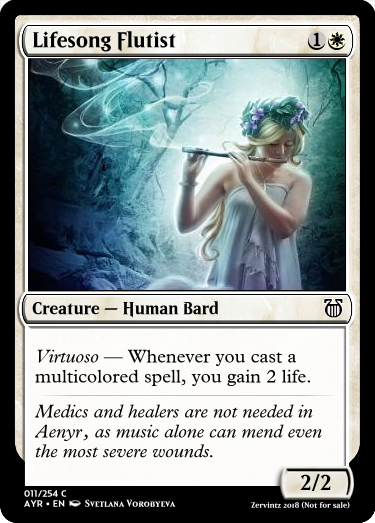 Lifesong Flutist 1
Creature — Human Bard
Virtuoso — Whenever you cast a
multicolored spell, you gain 2 life.
Medics and healers are not needed in
Aenyr, as music alone can mend even
the most severe wounds.
2/2
011/254 C
AYR • EN Svetlana Vorobyeva
Zervintz 2018 (Not for sale)